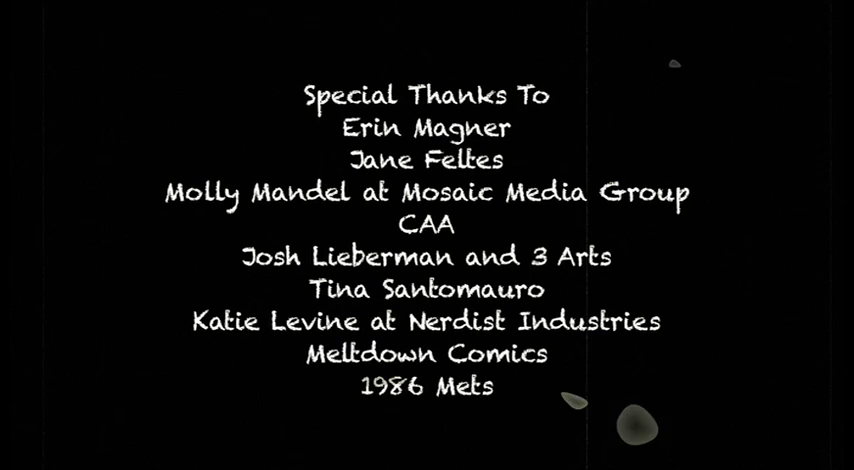 Special Thanks To
Erin Magner
Jane Feltes
Molly Mandel at Mosaic Media Group
CAA
Josh Lieberman and 3 Arts
Tina Santomauro
Katie Levine at Nerdist Industries
Meltdown Comics
1986 Mets